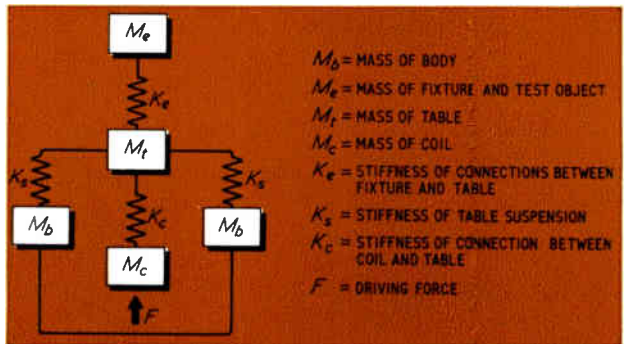 Me
Ke
Mt
Ks
Ks
Mb
Kc
Mb
Mc
F
Mb = MASS OF BODY
Me = MASS OF FIXTURE AND TEST OBJECT
Mt = MASS OF TABLE
Mc = MASS OF COIL
Ke = STIFFNESS OF CONNECTIONS BETWEEN
FIXTURE AND TABLE
Ks = STIFFNESS OF TABLE SUSPENSION
Kc = STIFFNESS OF CONNECTION BETWEEN
COIL AND TABLE
F = DRIVING FORCE